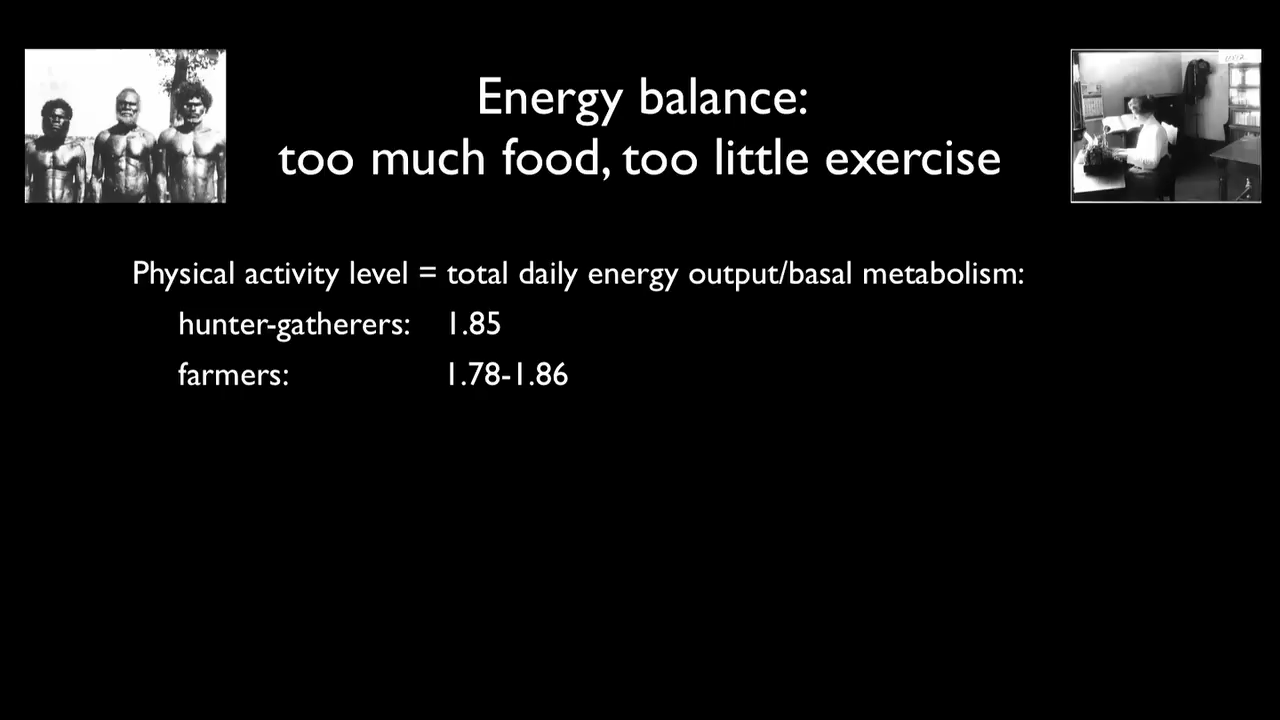 Energy balance:
too much food, too little exercise
Physical activity level = total daily energy output/basal metabolism:
hunter-gatherers: 1.85
farmers: 1.78-1.86